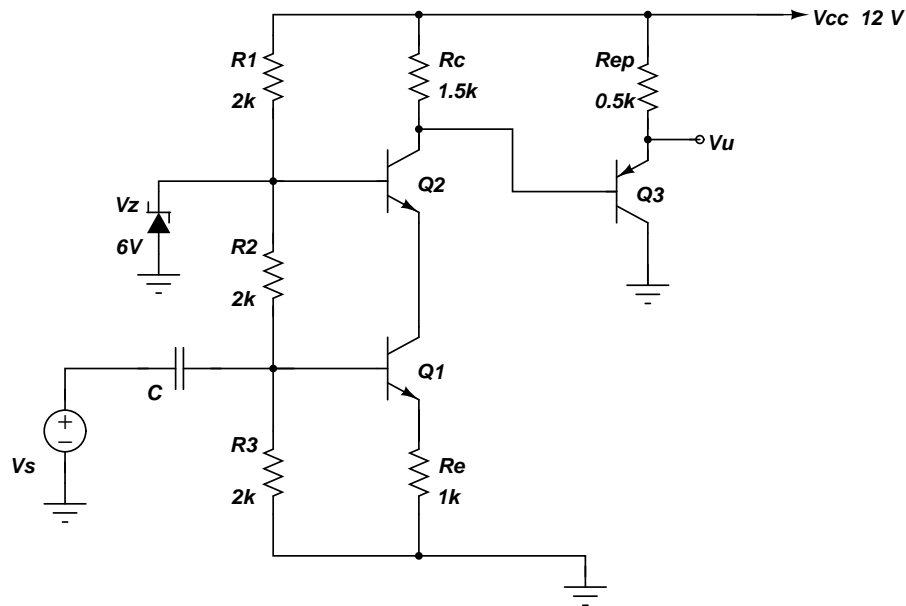 Vcc 12 V
R1
2k
Rc
1.5k
Rep
0.5k
Vu
Q2
Q3
Vz
6V
R2
2k
C
Q1
+
−
Vs
R3
2k
Re
1k